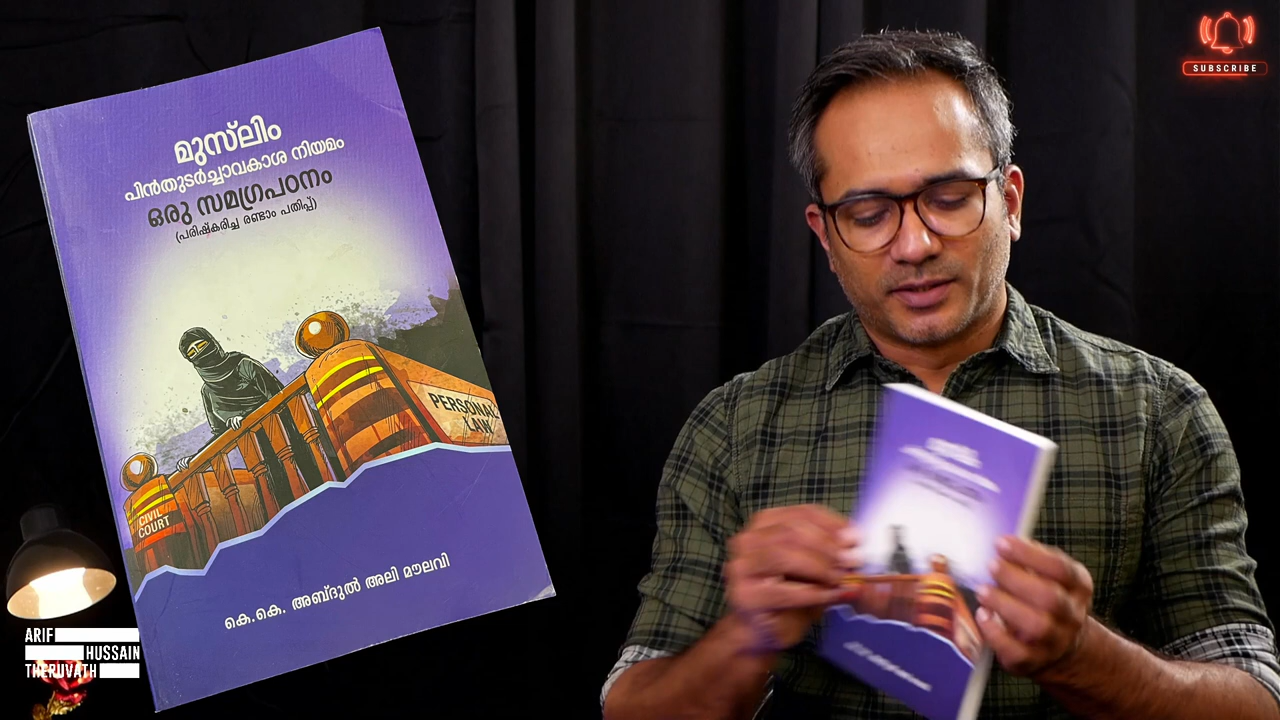 മുസ്‌ലിം
പിൻതുടർച്ചാവകാശ നിയമം
ഒരു സമഗ്രപഠനം
(പരിഷ്കരിച്ച രണ്ടാം പതിപ്പ്)
PERSONAL
LAW
CIVIL
COURT
കെ.കെ. അബ്ദുൽ അലി മൗലവി
ARIF
HUSSAIN
THERUVATH
SUBSCRIBE